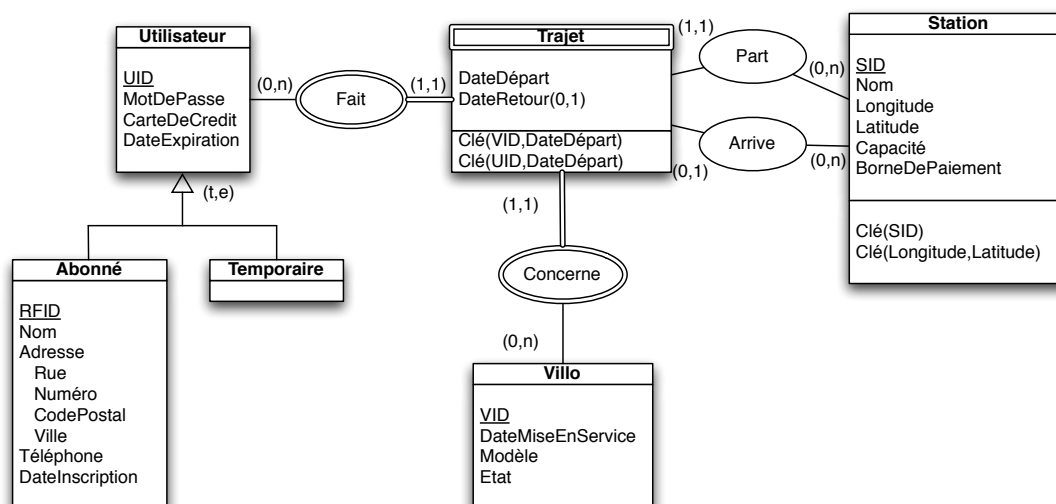 Utilisateur
UID
MotDePasse
CarteDeCredit
DateExpiration
(0,n)
Fait
(1,1)
Trajet
DateDépart
DateRetour(0,1)
Clé(VID,DateDépart)
Clé(UID,DateDépart)
(1,1)
Part
(0,n)
(0,1)
Arrive
(0,n)
Station
SID
Nom
Longitude
Latitude
Capacité
BorneDePaiement
Clé(SID)
Clé(Longitude,Latitude)
(t,e)
Abonné
RFID
Nom
Adresse
Rue
Numéro
CodePostal
Ville
Téléphone
DateInscription
Temporaire
(1,1)
Concerne
(0,n)
Villo
VID
DateMiseEnService
Modèle
Etat